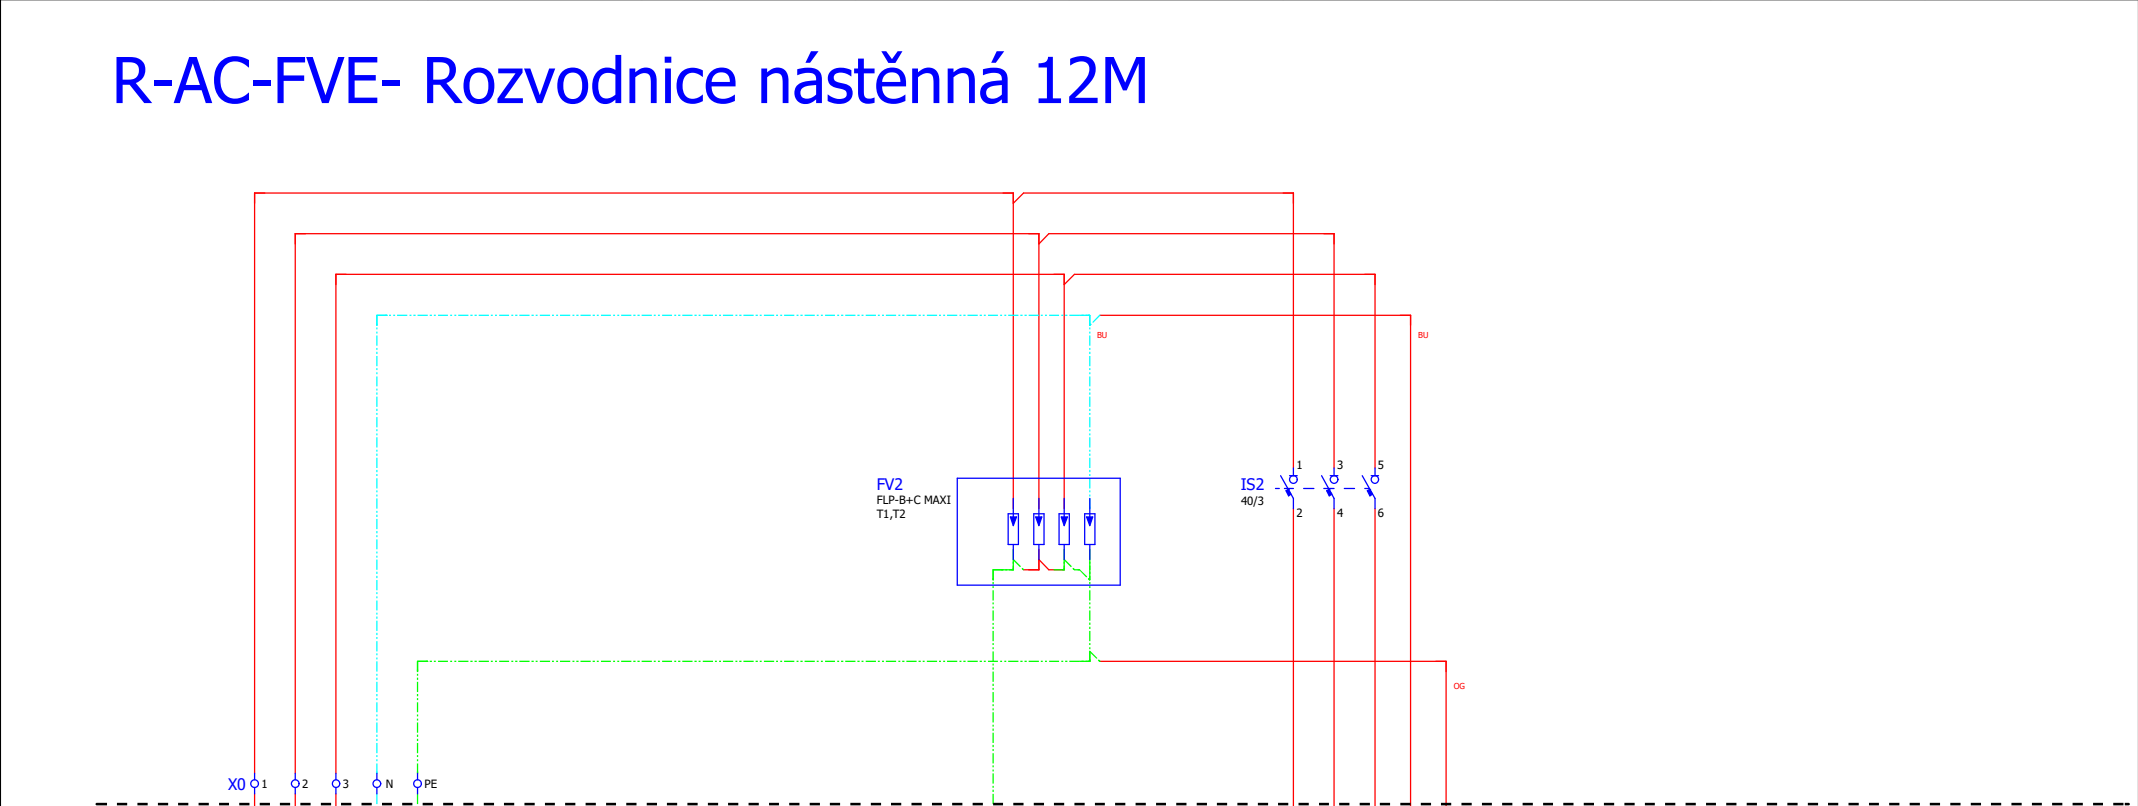 R-AC-FVE- Rozvodnice nástěnná 12M
BU
BU
1 3 5
FV2
FLP-B+C MAXI
T1,T2
IS2
40/3
2 4 6
OG
X0 1 2 3 N PE